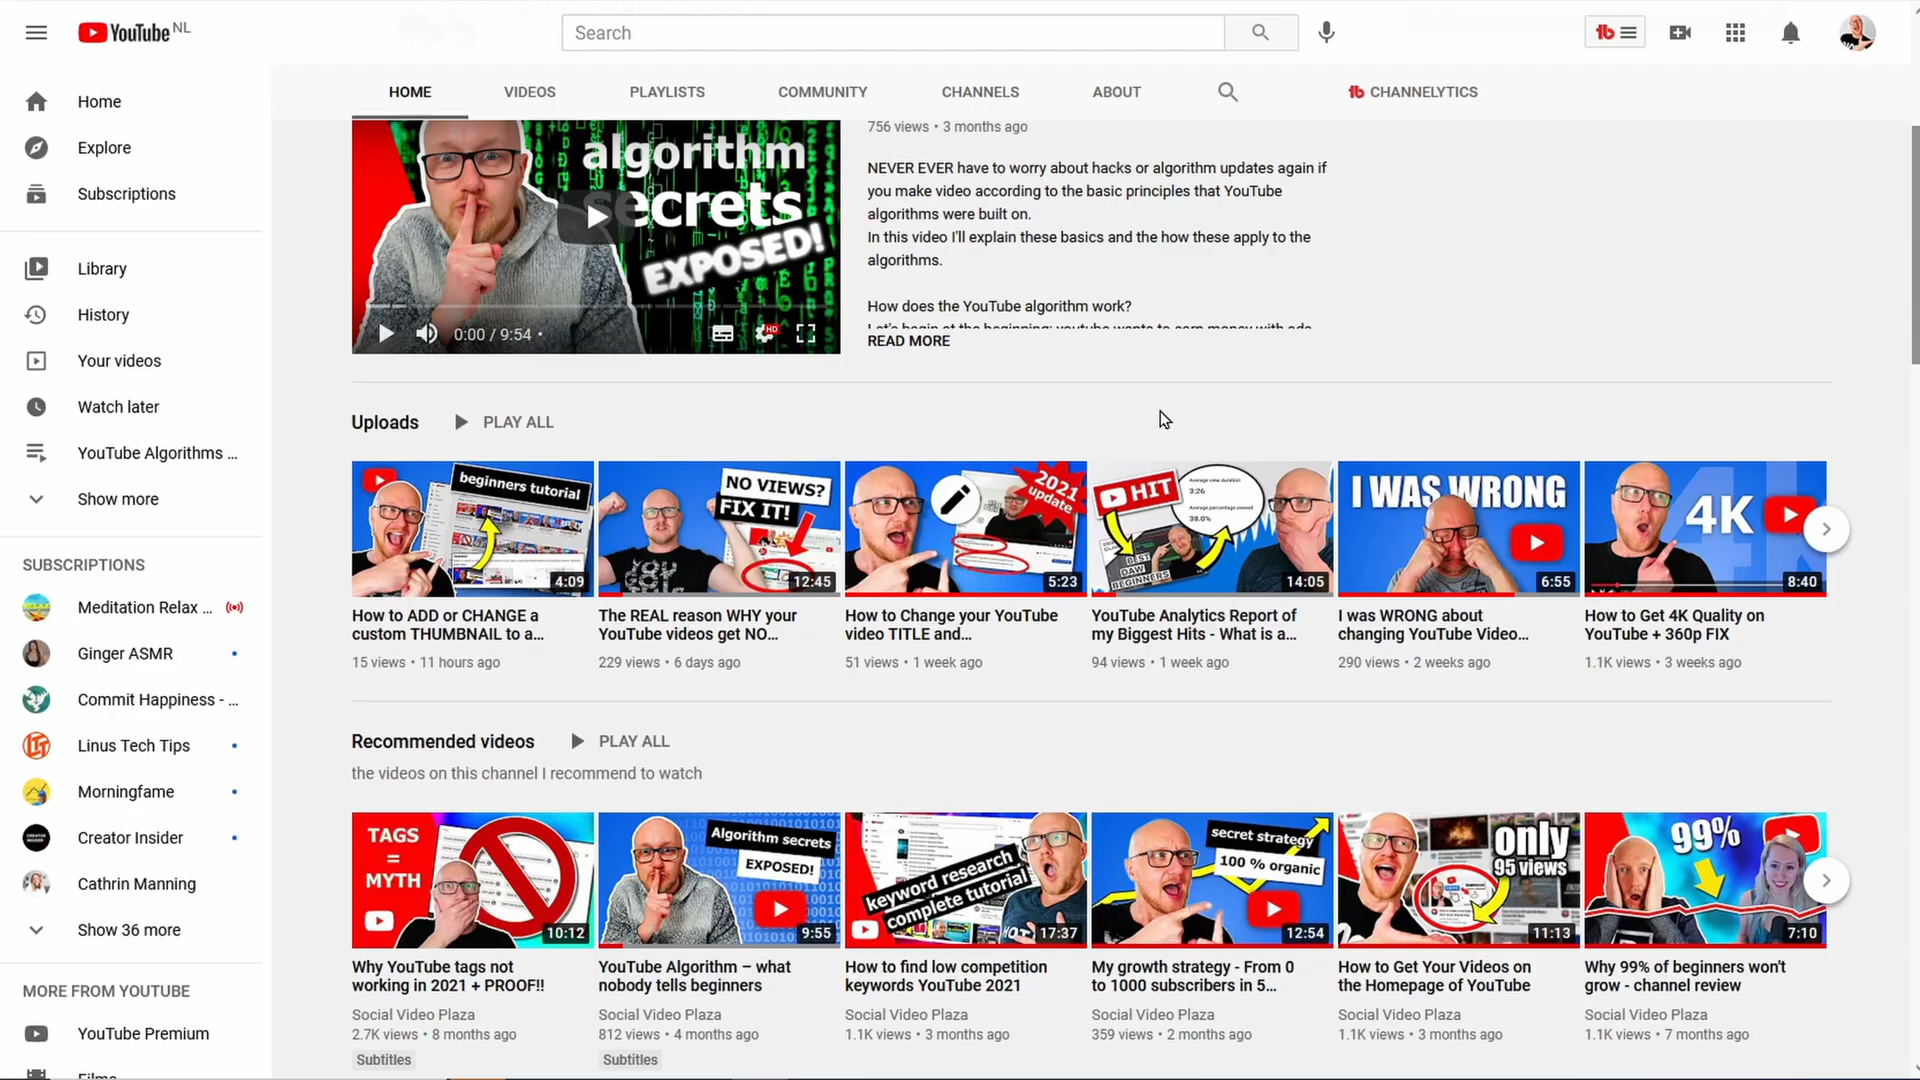 YouTube NL
Search
Home
Explore
Subscriptions
Library
History
Your videos
Watch later
YouTube Algorithms ...
Show more
SUBSCRIPTIONS
Meditation Relax ...
Ginger ASMR
Commit Happiness - ...
Linus Tech Tips
Morningfame
Creator Insider
Cathrin Manning
Show 36 more
MORE FROM YOUTUBE
YouTube Premium
HOME VIDEOS PLAYLISTS COMMUNITY CHANNELS ABOUT CHANNELYTICS
algorithm
secrets
EXPOSED!
0:00 / 9:54 •
HD
756 views • 3 months ago
NEVER EVER have to worry about hacks or algorithm updates again if
you make video according to the basic principles that YouTube
algorithms were built on.
In this video I'll explain these basics and the how these apply to the
algorithms.
How does the YouTube algorithm work?
Let's begin at the beginning: youtube wants to earn money with ads
READ MORE
Uploads PLAY ALL
beginners tutorial
4:09
How to ADD or CHANGE a
custom THUMBNAIL to a...
15 views • 11 hours ago
NO VIEWS?
FIX IT!
YOU GOT
12:45
The REAL reason WHY your
YouTube videos get NO...
229 views • 6 days ago
2021
update
5:23
How to Change your YouTube
video TITLE and...
51 views • 1 week ago
HIT
Average view duration
3:26
Average percentage viewed
38.0%
BEST
DAW
BEGINNERS
14:05
YouTube Analytics Report of
my Biggest Hits - What is a...
94 views • 1 week ago
I WAS WRONG
6:55
I was WRONG about
changing YouTube Video...
290 views • 2 weeks ago
4K
8:40
How to Get 4K Quality on
YouTube + 360p FIX
1.1K views • 3 weeks ago
Recommended videos PLAY ALL
the videos on this channel I recommend to watch
TAGS
=
MYTH
10:12
Why YouTube tags not
working in 2021 + PROOF!!
Social Video Plaza
2.7K views • 8 months ago
Subtitles
Algorithm secrets
EXPOSED!
9:55
YouTube Algorithm – what
nobody tells beginners
Social Video Plaza
812 views • 4 months ago
Subtitles
keyword research
complete tutorial
17:37
How to find low competition
keywords YouTube 2021
Social Video Plaza
1.1K views • 3 months ago
secret strategy
100 % organic
12:54
My growth strategy - From 0
to 1000 subscribers in 5...
Social Video Plaza
359 views • 2 months ago
only
95 views
11:13
How to Get Your Videos on
the Homepage of YouTube
Social Video Plaza
1.1K views • 3 months ago
99%
7:10
Why 99% of beginners won't
grow - channel review
Social Video Plaza
1.1K views • 7 months ago